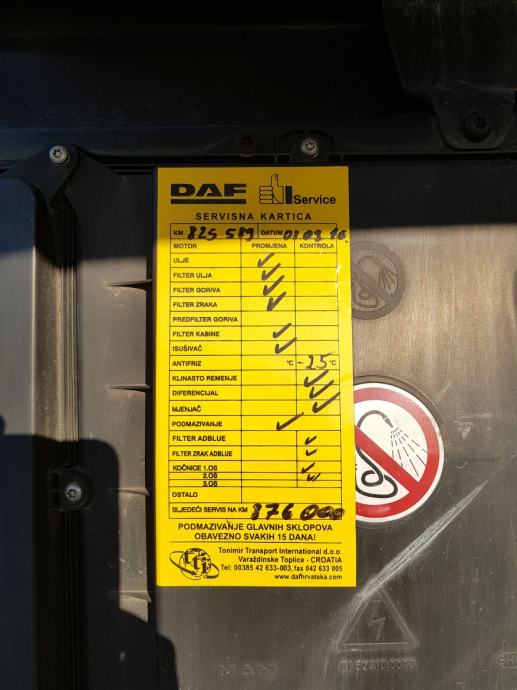 DAF Service
SERVISNA KARTICA
KM 825 589 DATUM 01.03.16
MOTOR PROMJENA KONTROLA
ULJE ✓
FILTER ULJA ✓
FILTER GORIVA ✓
FILTER ZRAKA ✓
PREDFILTER GORIVA
FILTER KABINE ✓
ISUŠIVAČ ✓
ANTIFRIZ °C -25 °C
KLINASTO REMENJE ✓
DIFERENCIJAL ✓
MJENJAČ ✓
PODMAZIVANJE ✓
FILTER ADBLUE ✓
FILTER ZRAK ADBLUE ✓
KOČNICE 1.OS ✓
2.OS ✓
3.OS
OSTALO
SLJEDEĆI SERVIS NA KM 876 000
PODMAZIVANJE GLAVNIH SKLOPOVA
OBAVEZNO SVAKIH 15 DANA!
tti
Tonimir Transport International d.o.o.
Varaždinske Toplice - CROATIA
Tel: 00385 42 633-003, fax 042 633 005
www.dafhrvatska.com
MAN